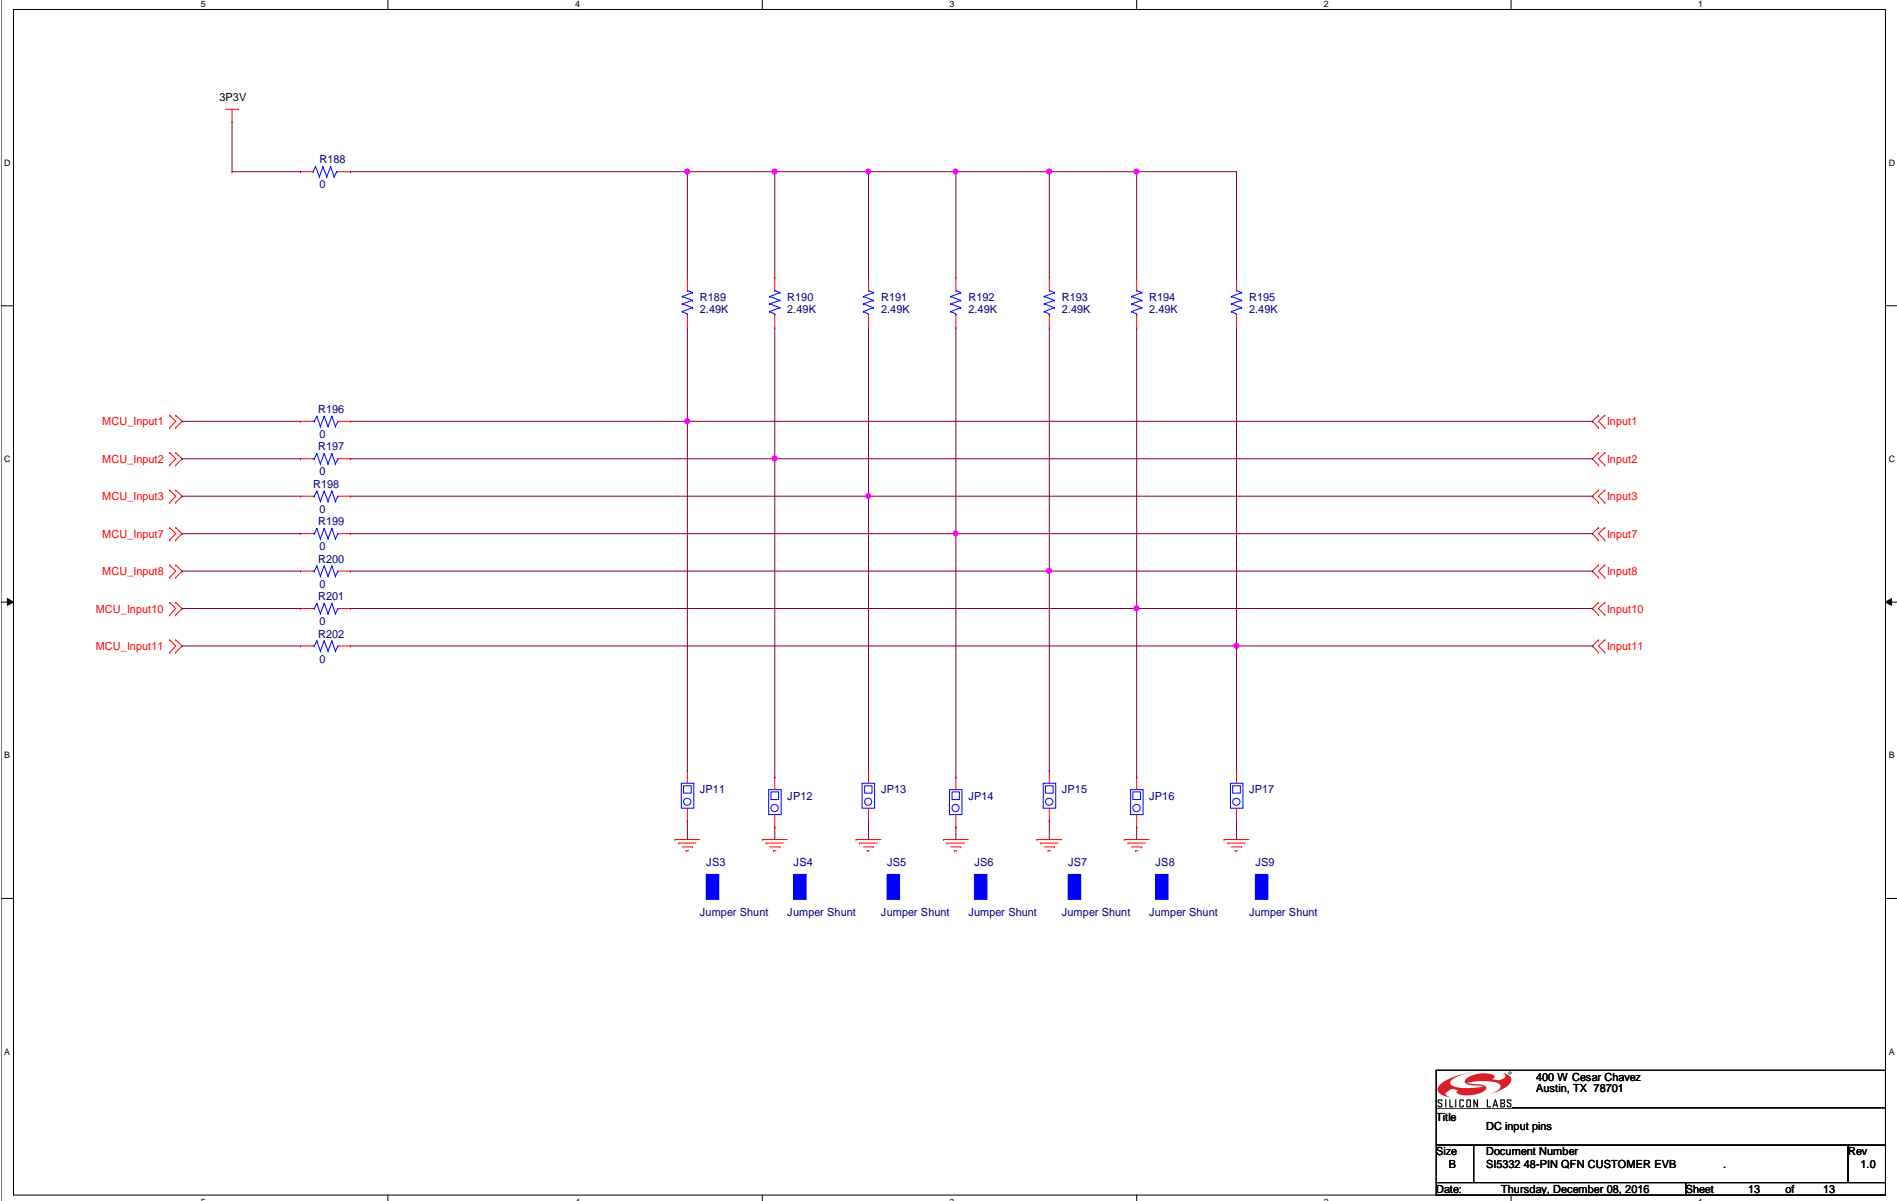 5 4 3 2 1
3P3V
D D
R188
0
R189 R190 R191 R192 R193 R194 R195
2.49K 2.49K 2.49K 2.49K 2.49K 2.49K 2.49K
R196
MCU_Input1 Input1
0
R197
C MCU_Input2 Input2 C
0
R198
MCU_Input3 Input3
0
R199
MCU_Input7 Input7
0
R200
MCU_Input8 Input8
0
R201
MCU_Input10 Input10
0
R202
MCU_Input11 Input11
0
B B
JP11 JP12 JP13 JP14 JP15 JP16 JP17
JS3 JS4 JS5 JS6 JS7 JS8 JS9
Jumper Shunt Jumper Shunt Jumper Shunt Jumper Shunt Jumper Shunt Jumper Shunt Jumper Shunt
A A
400 W Cesar Chavez
Austin, TX 78701
SILICON LABS
Title
DC input pins
Size Document Number Rev
B SI5332 48-PIN QFN CUSTOMER EVB . 1.0
Date: Thursday, December 08, 2016 Sheet 13 of 13